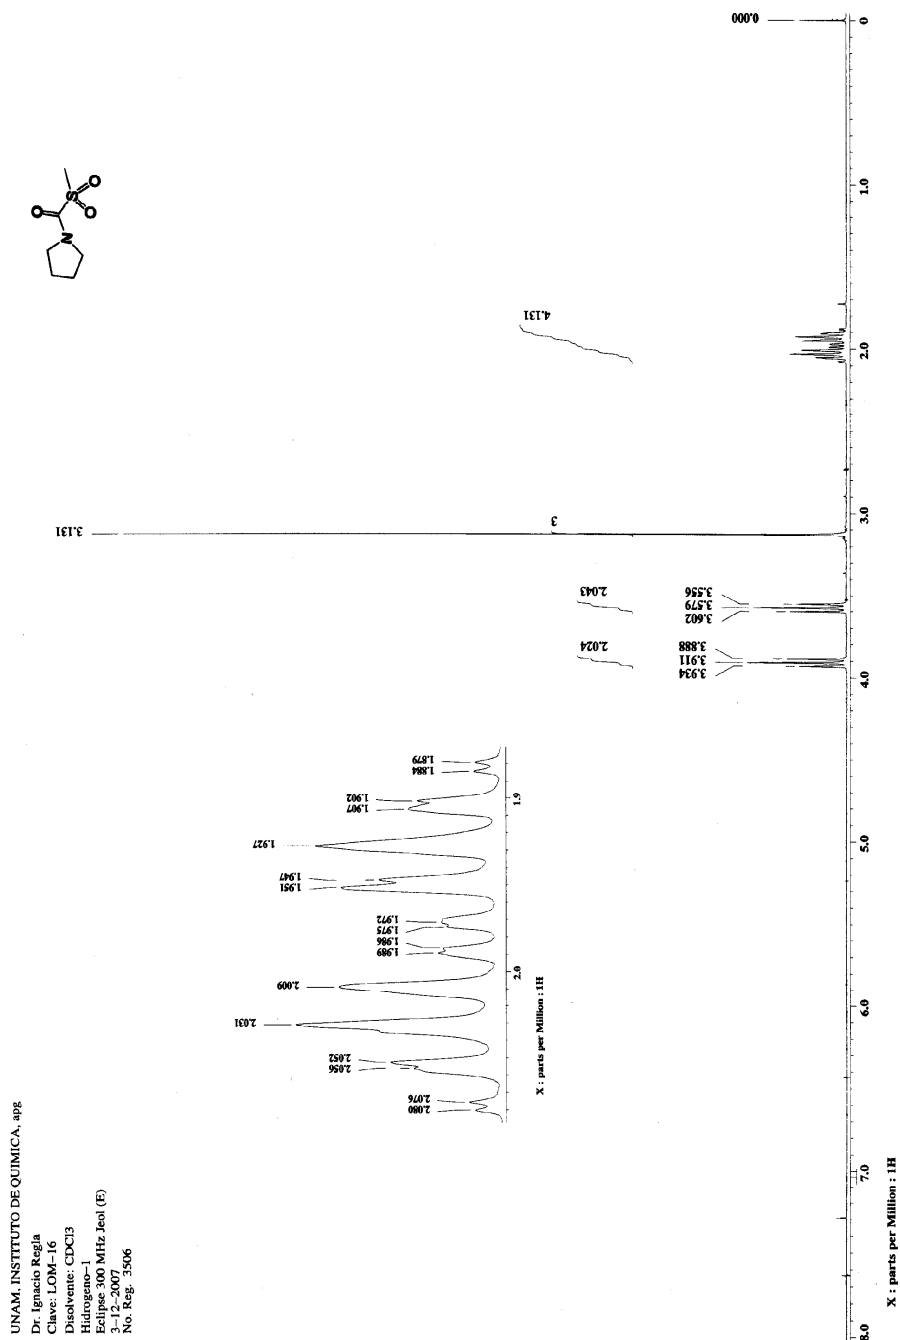 UNAM. INSTITUTO DE QUIMICA, apg
Dr. Ignacio Regla
Clave: LOM-16
Disolvente: CDCl3
Hidrogeno-1
Eclipse 300 MHz Jeol (E)
3-12-2007
No. Reg. 3506
O
N
S
O
O
0.000
3.131
3.556
3.579
3.602
3.888
3.911
3.934
4.131
3
2.043
2.024
1.879
1.884
1.902
1.907
1.927
1.947
1.951
1.972
1.975
1.986
1.989
2.009
2.031
2.052
2.056
2.076
2.080
1.9
2.0
X : parts per Million : 1H
8.0
7.0
6.0
5.0
4.0
3.0
2.0
1.0
0
X : parts per Million : 1H